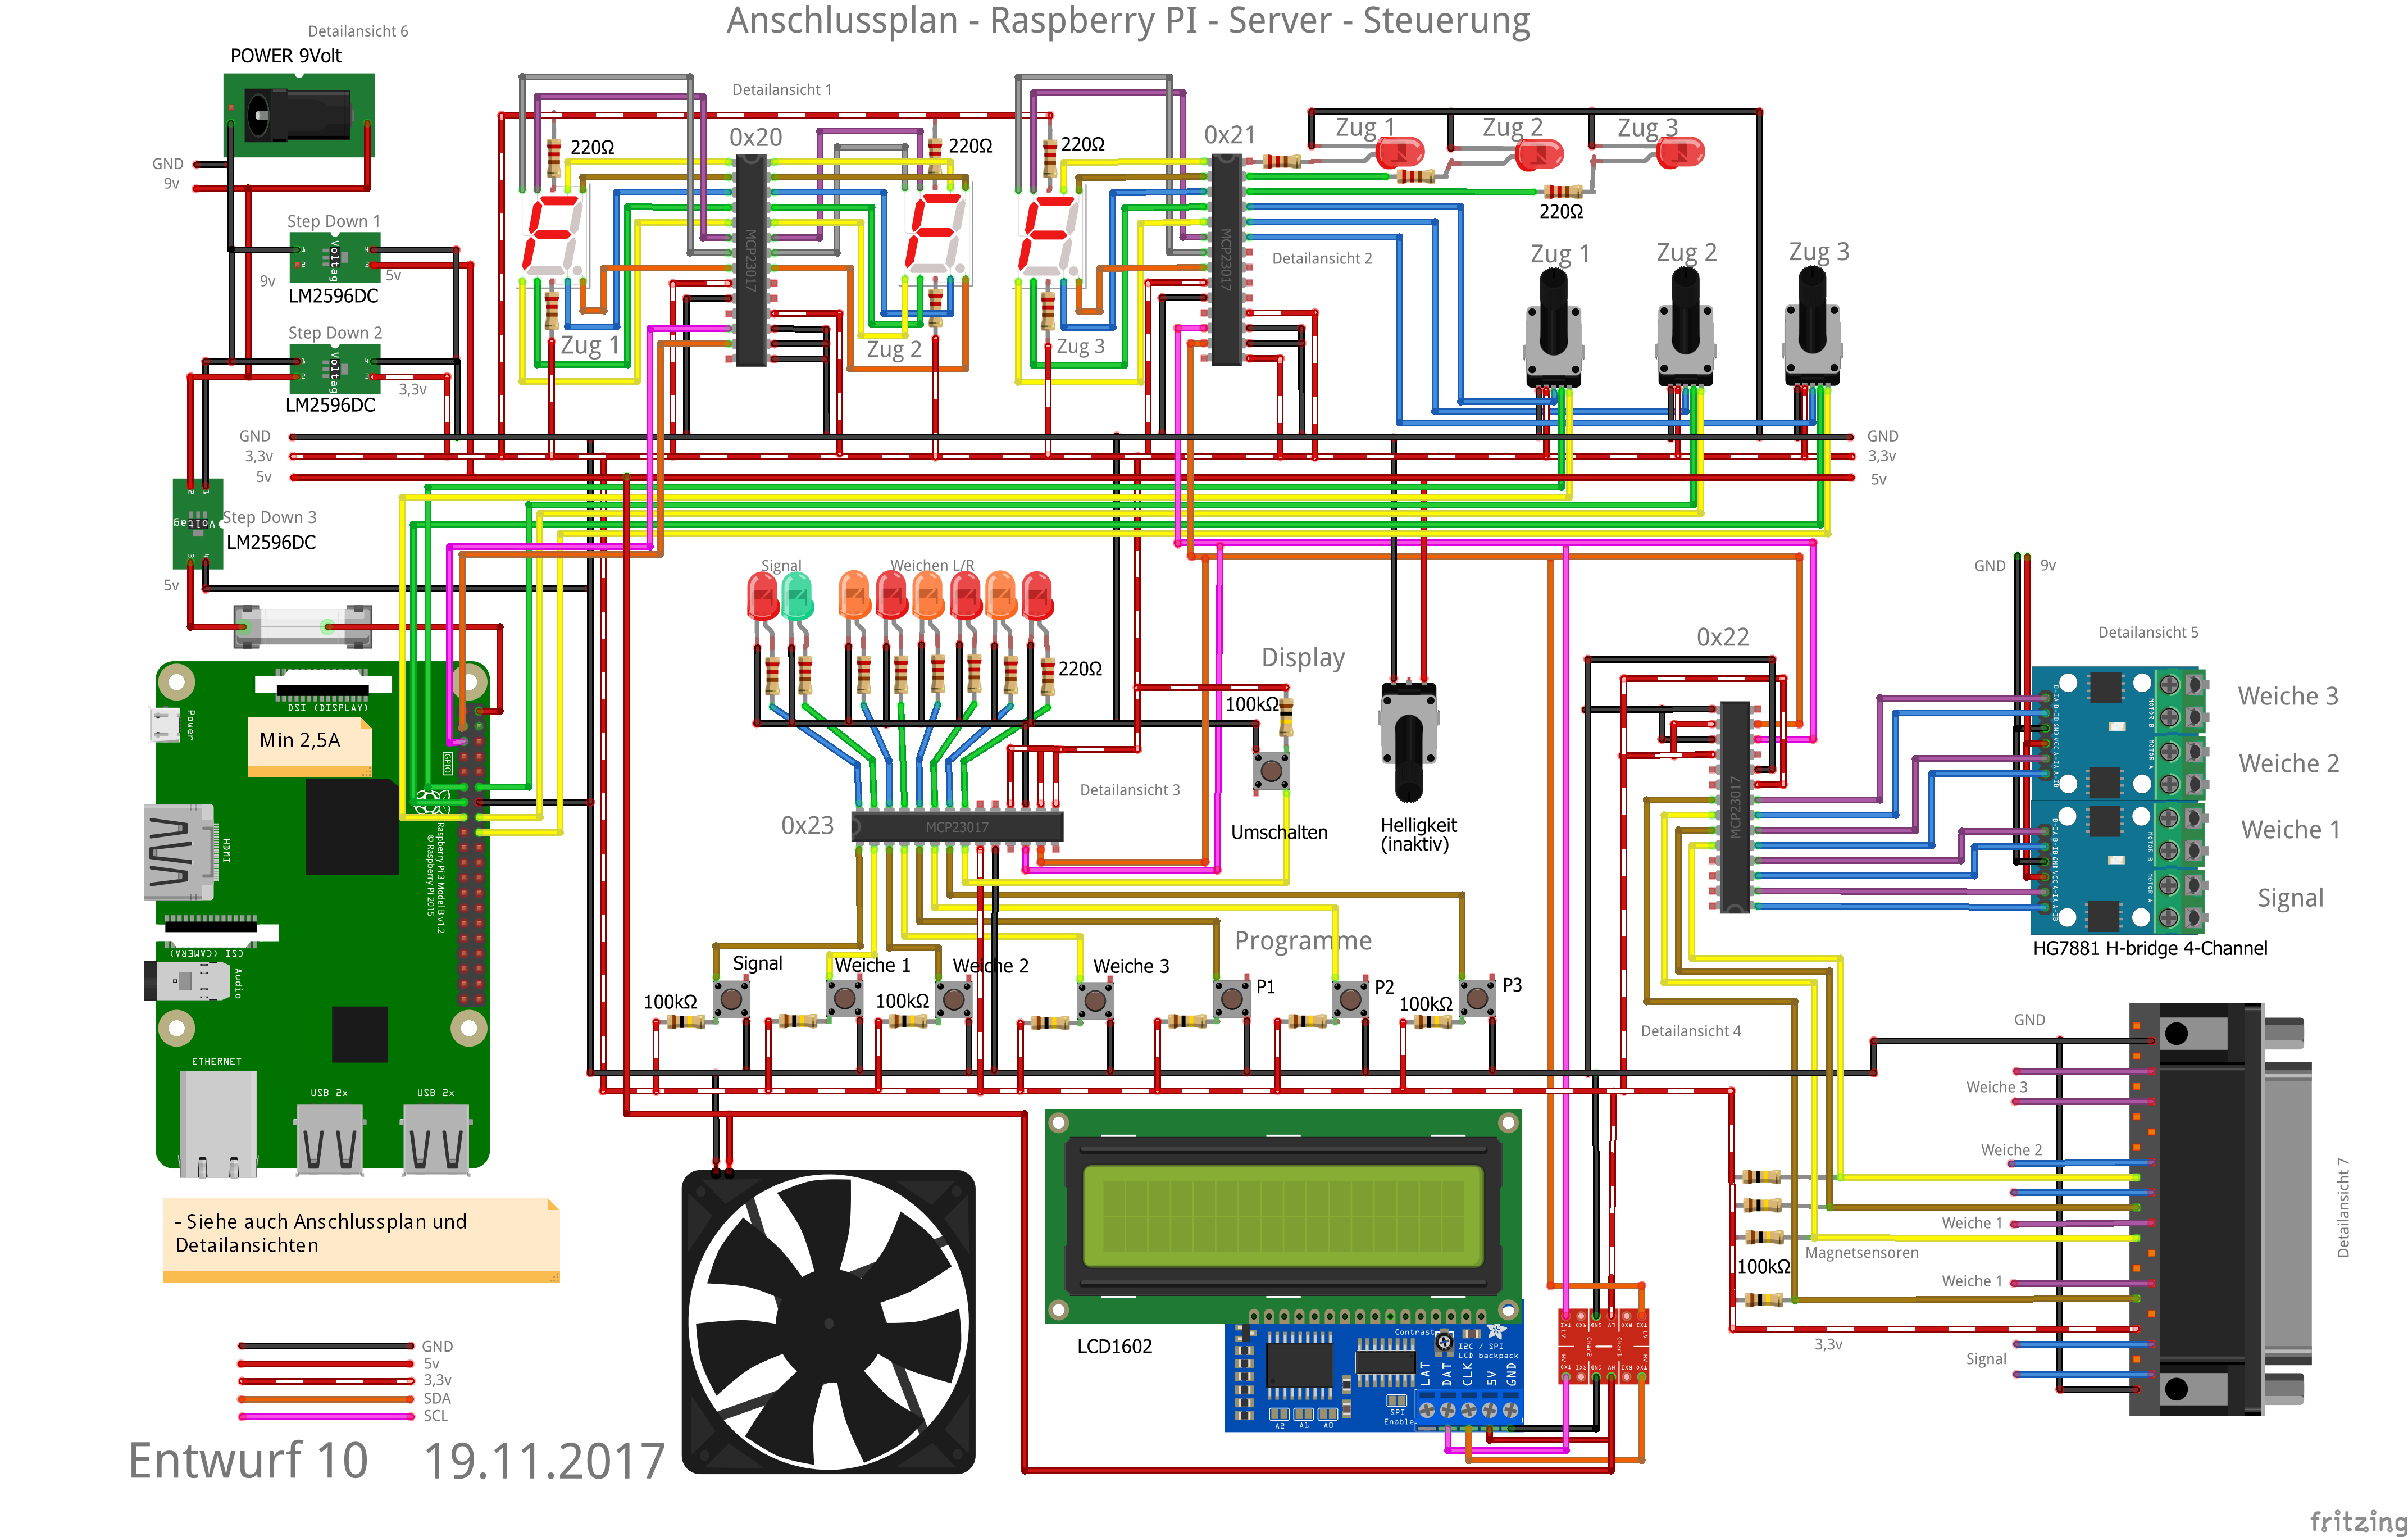 Anschlussplan - Raspberry PI - Server - Steuerung
Detailansicht 6
POWER 9Volt
GND
9v
Step Down 1
9v
5v
LM2596DC
Step Down 2
3,3v
LM2596DC
Detailansicht 1
220Ω
0x20
MCP23017
220Ω
Zug 1
Zug 2
220Ω
Zug 3
0x21
MCP23017
Zug 1
Zug 2
Zug 3
220Ω
Detailansicht 2
Zug 1
Zug 2
Zug 3
GND
3,3v
5v
GND
3,3v
5v
Step Down 3
LM2596DC
5v
Signal
Weichen L/R
220Ω
Display
100kΩ
Umschalten
Helligkeit
(inaktiv)
Detailansicht 3
0x23
MCP23017
0x22
MCP23017
GND
9v
Detailansicht 5
Weiche 3
Weiche 2
Weiche 1
Signal
MOTOR B
MOTOR A
MOTOR B
MOTOR A
HG7881 H-bridge 4-Channel
DSI (DISPLAY)
Power
Min 2,5A
GPIO
HDMI
Raspberry Pi 3 Model B v1.2
© Raspberry Pi 2015
CSI (CAMERA)
Audio
ETHERNET
USB 2x
USB 2x
Programme
Signal
Weiche 1
Weiche 2
Weiche 3
P1
P2
P3
100kΩ
100kΩ
100kΩ
Detailansicht 4
GND
Weiche 3
Weiche 2
Weiche 1
Magnetsensoren
100kΩ
Weiche 1
3,3v
Signal
Detailansicht 7
- Siehe auch Anschlussplan und
Detailansichten
LCD1602
Contrast
I2C / SPI
LCD backpack
LAT
DAT
CLK
5V
GND
SPI
Enable
A2
A1
A0
GND
5v
3,3v
SDA
SCL
Entwurf 10 19.11.2017
fritzing